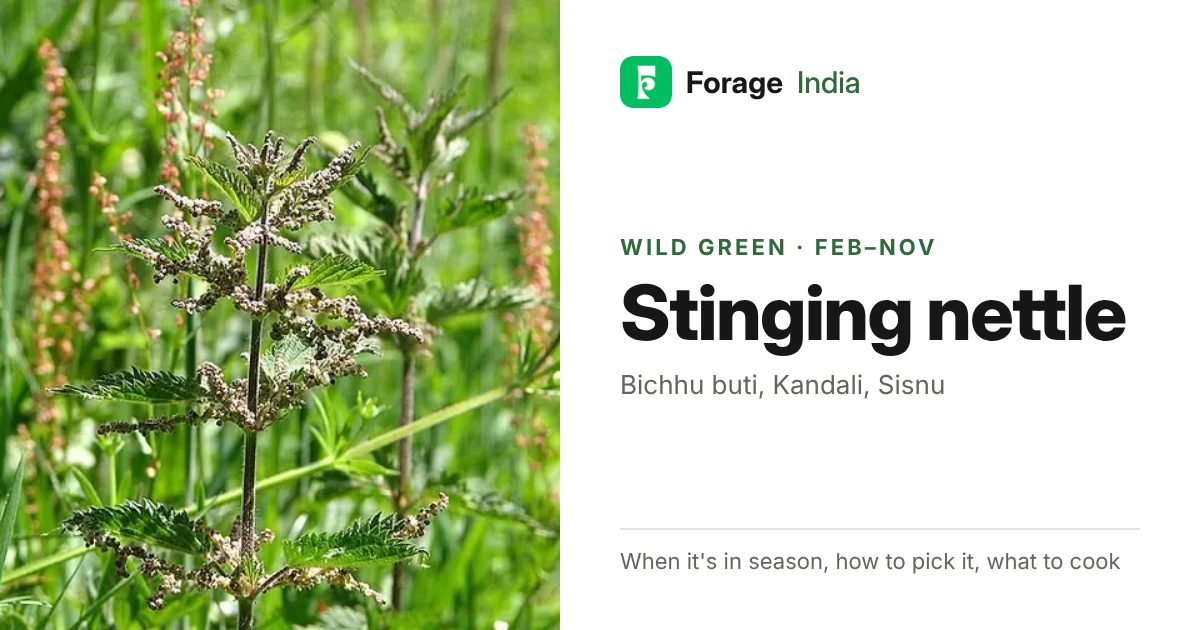 Forage India
WILD GREEN · FEB–NOV
Stinging nettle
Bichhu buti, Kandali, Sisnu
When it's in season, how to pick it, what to cook